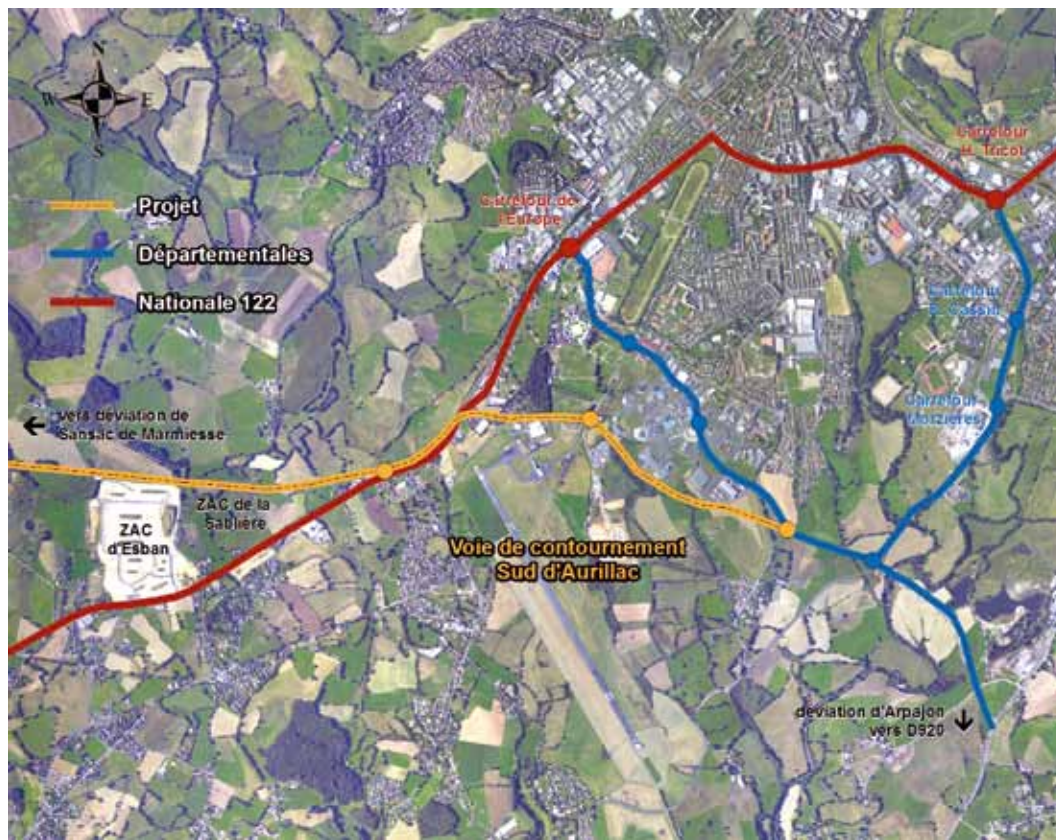 N
W
E
S
Projet
Départementales
Nationale 122
Carrefour
H. Tricot
Carrefour de
l'Europe
Carrefour
R. Cassin
Carrefour
Morzières
vers déviation de
Sansac de Marmiesse
ZAC
d'Esban
ZAC de la
Sablière
Voie de contournement
Sud d'Aurillac
déviation d'Arpajon
vers D920